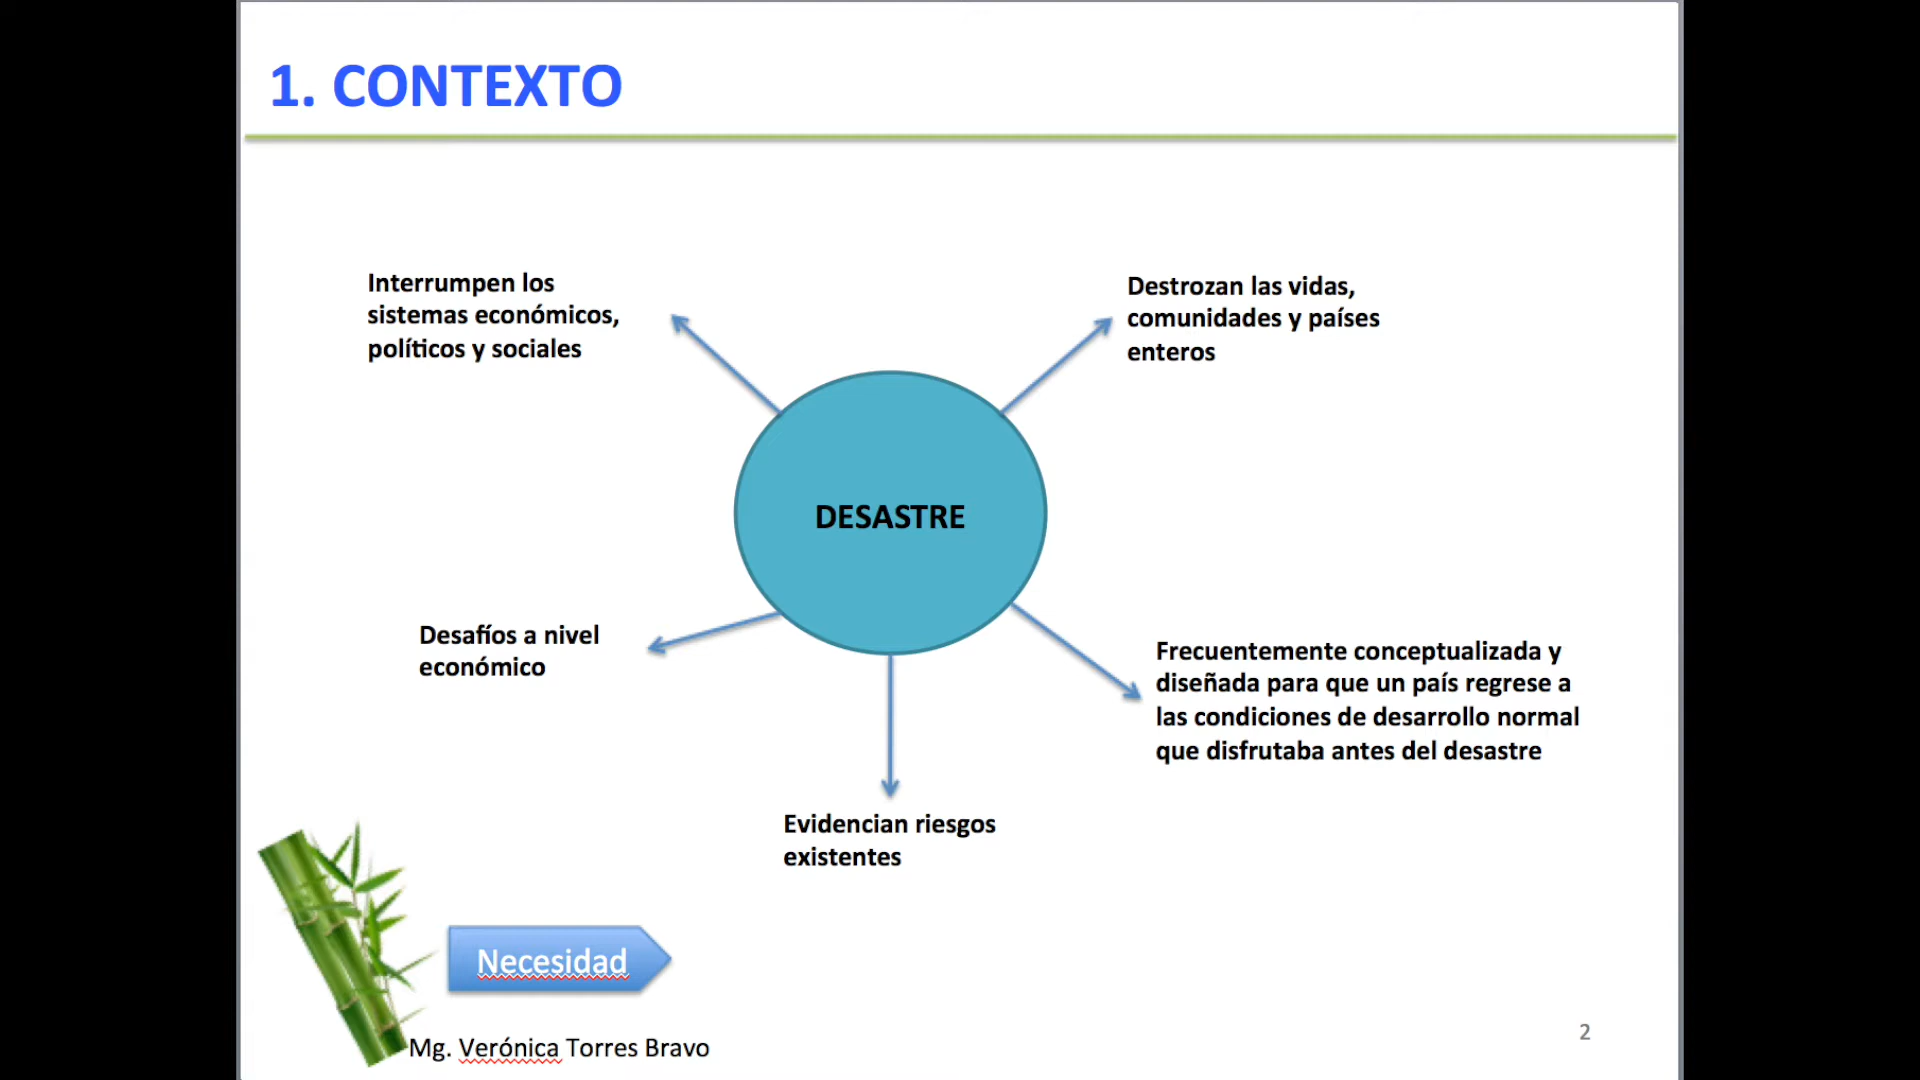 1. CONTEXTO
Interrumpen los
sistemas económicos,
políticos y sociales
Destrozan las vidas,
comunidades y países
enteros
DESASTRE
Desafíos a nivel
económico
Frecuentemente conceptualizada y
diseñada para que un país regrese a
las condiciones de desarrollo normal
que disfrutaba antes del desastre
Evidencian riesgos
existentes
Necesidad
Mg. Verónica Torres Bravo
2